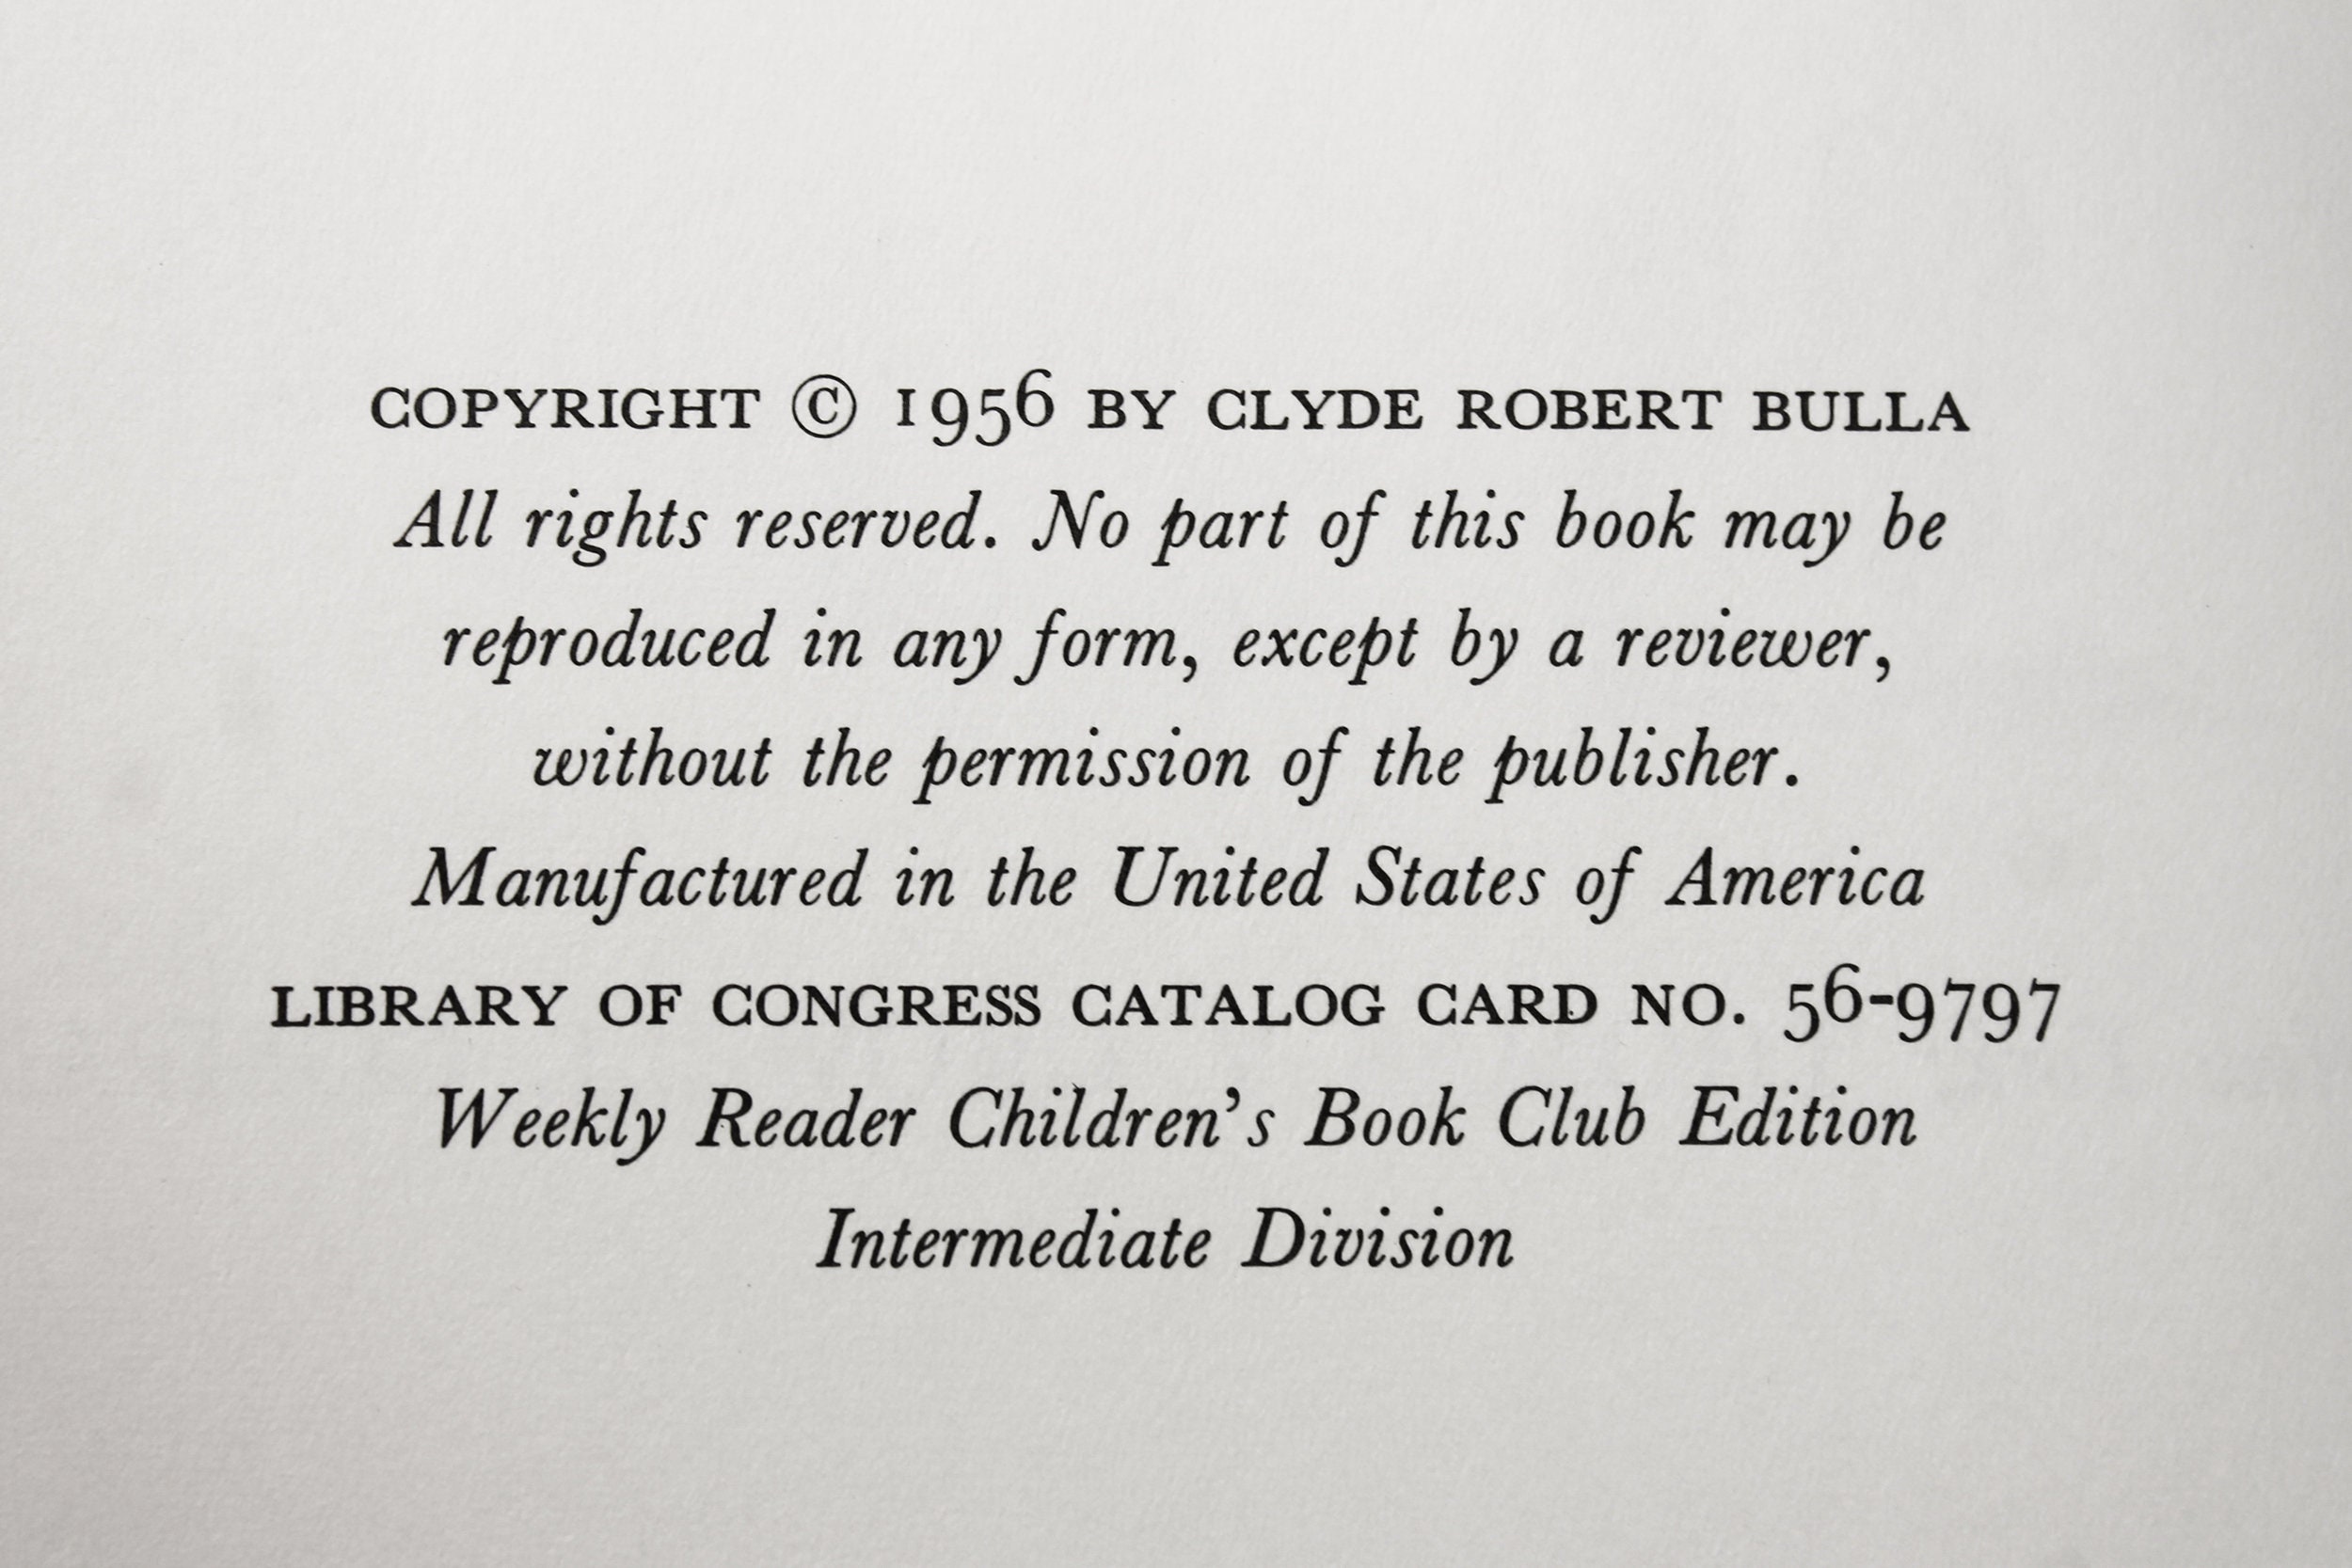 COPYRIGHT © 1956 BY CLYDE ROBERT BULLA
All rights reserved. No part of this book may be
reproduced in any form, except by a reviewer,
without the permission of the publisher.
Manufactured in the United States of America
LIBRARY OF CONGRESS CATALOG CARD NO. 56-9797
Weekly Reader Children’s Book Club Edition
Intermediate Division